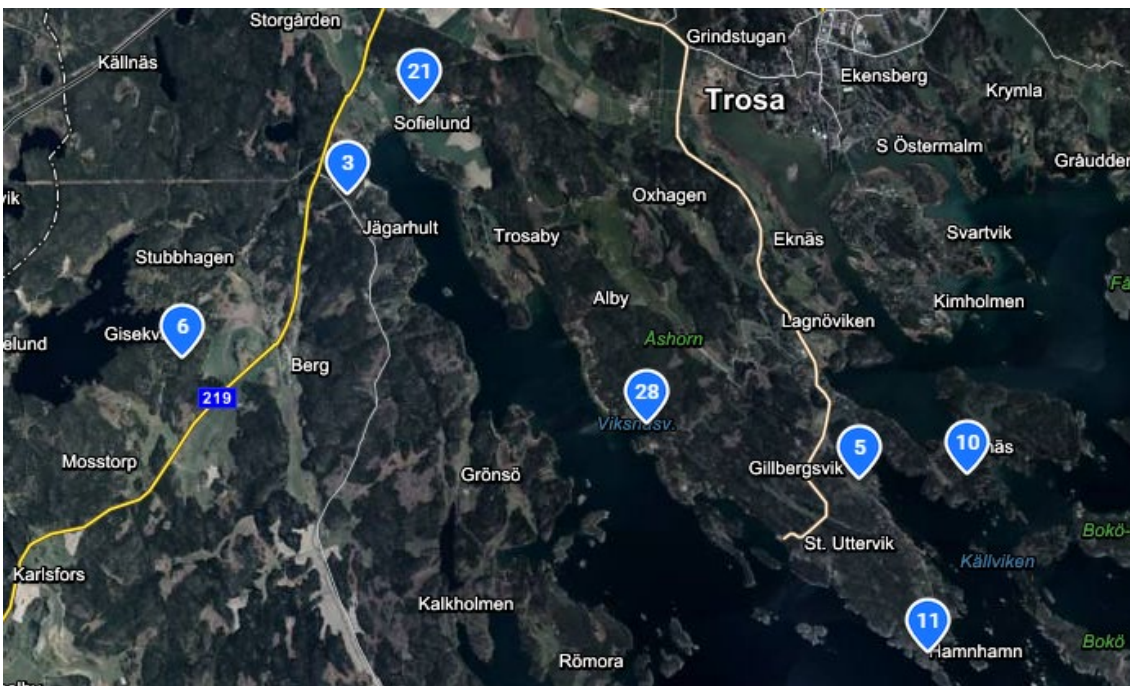 Storgården
Grindstugan
Källnäs
21
Ekensberg
Krymla
Trosa
Sofielund
S Östermalm
3
Gråudden
vik
Oxhagen
Jägarhult
Trosaby
Eknäs
Svartvik
Stubbhagen
Alby
Kimholmen
Lagnöviken
6
Gisekv
elund
Åshorn
Berg
28
219
Viksnäsv.
5
10
näs
Mosstorp
Grönsö
Gillbergsvik
Bokö-
St. Uttervik
Källviken
Karlsfors
Kalkholmen
11
Hamnhamn
Bokö
Römora